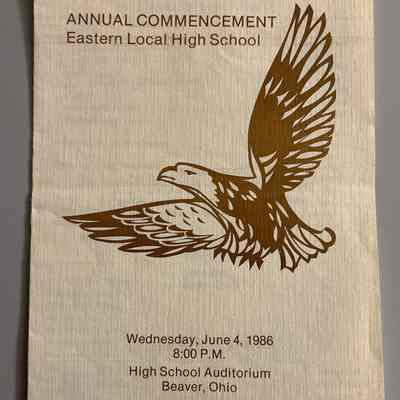 ANNUAL COMMENCEMENT
Eastern Local High School
Wednesday, June 4, 1986
8:00 P.M.
High School Auditorium
Beaver, Ohio